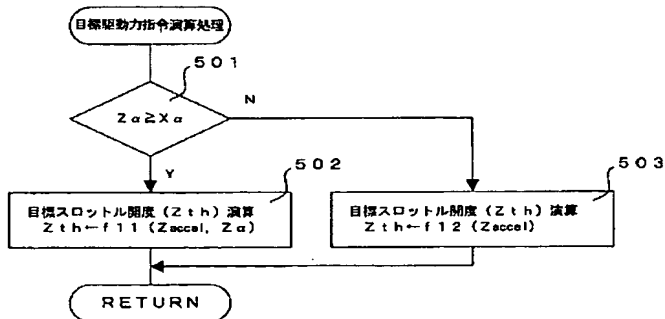 目標駆動力指令演算処理
501
Zα≧Xα
N
Y
502
目標スロットル開度（Zth）演算
Zth←f11（Zaccel，Zα）
503
目標スロットル開度（Zth）演算
Zth←f12（Zaccel）
RETURN